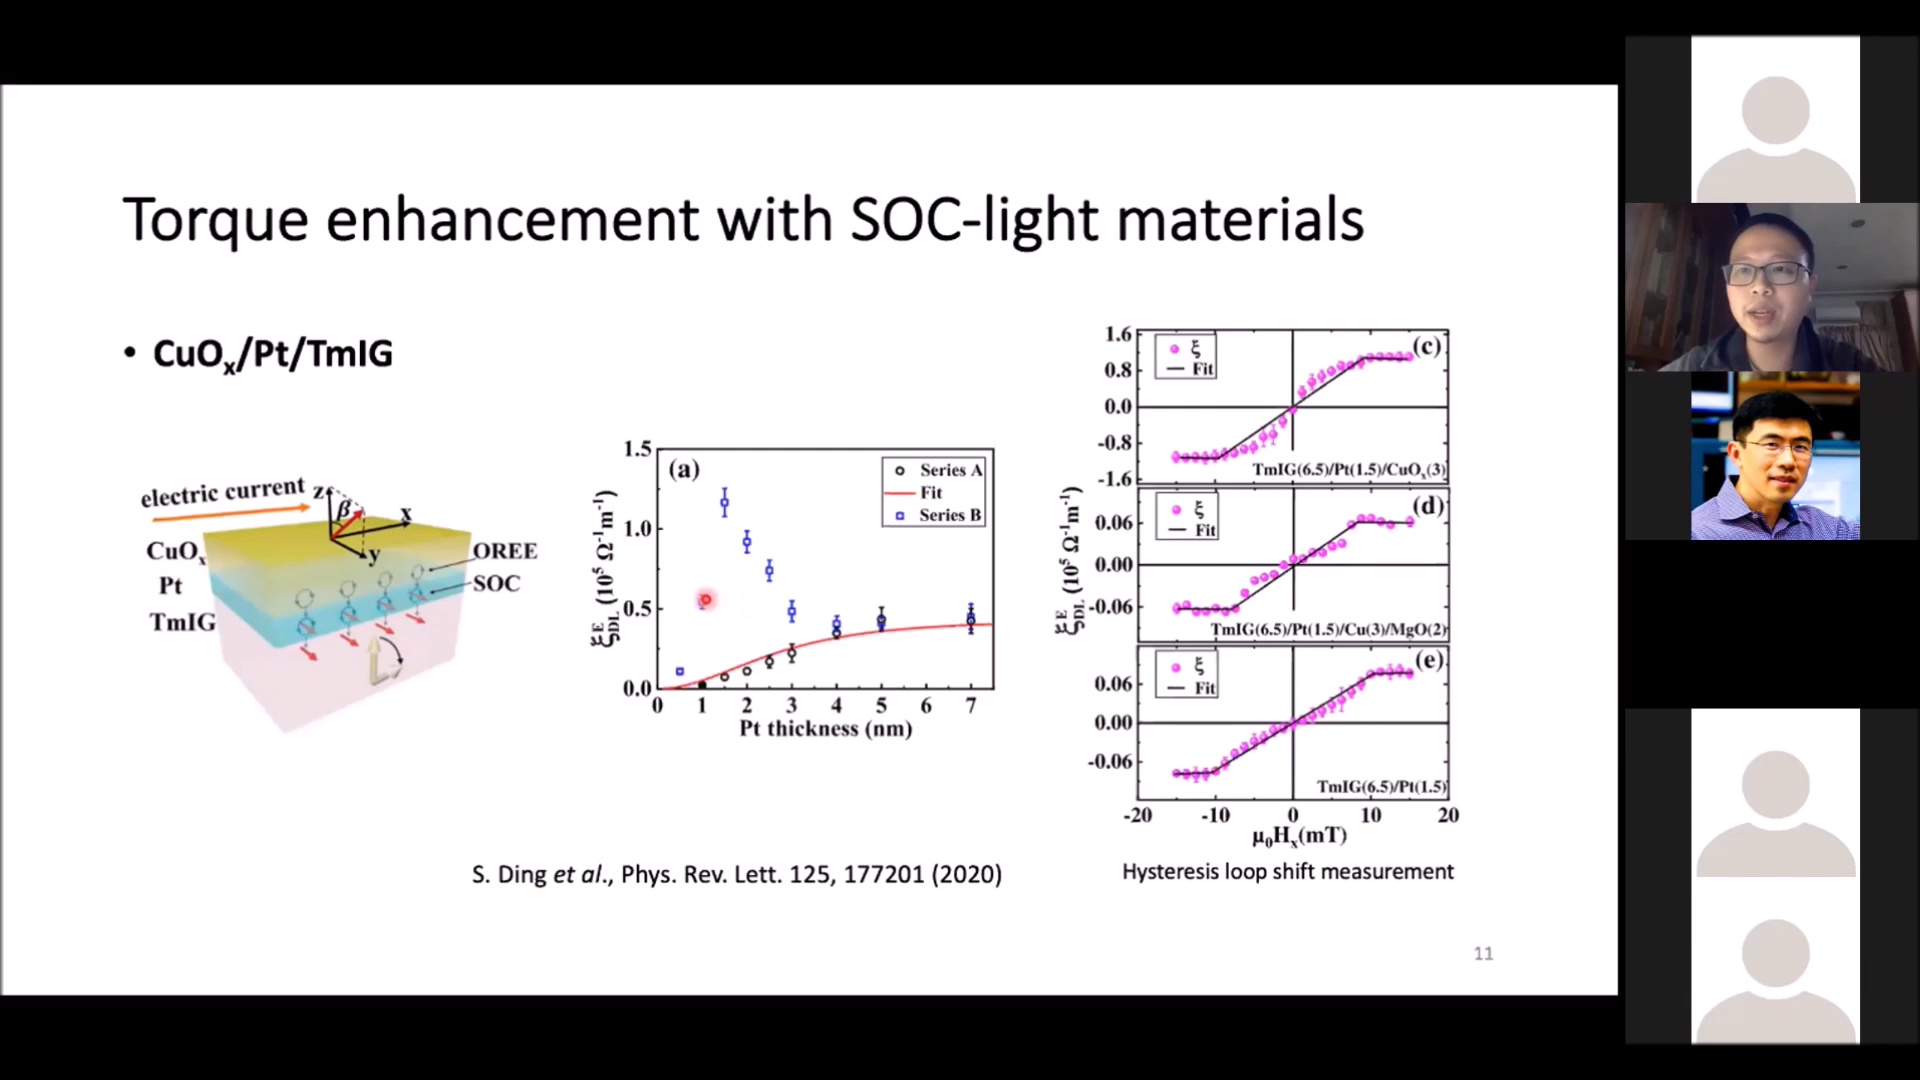 Torque enhancement with SOC-light materials
• CuOx/Pt/TmIG
electric current
z
β
x
y
CuOx
Pt
TmIG
OREE
SOC
(a)
Series A
Fit
Series B
ξ^E_DL (10⁵ Ω⁻¹m⁻¹)
1.5
1.0
0.5
0.0
0 1 2 3 4 5 6 7
Pt thickness (nm)
ξ^E_DL (10⁵ Ω⁻¹m⁻¹)
(c)
ξ
Fit
1.6
0.8
0.0
-0.8
-1.6
TmIG(6.5)/Pt(1.5)/CuOx(3)
(d)
ξ
Fit
0.06
0.00
-0.06
TmIG(6.5)/Pt(1.5)/Cu(3)/MgO(2)
(e)
ξ
Fit
0.06
0.00
-0.06
TmIG(6.5)/Pt(1.5)
-20 -10 0 10 20
μ₀Hx(mT)
S. Ding et al., Phys. Rev. Lett. 125, 177201 (2020)
Hysteresis loop shift measurement
11